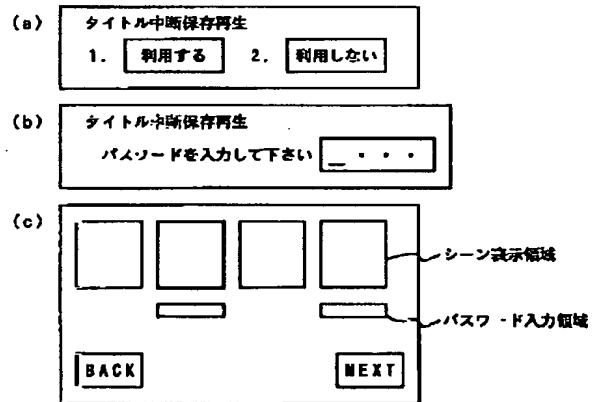 (a) タイトル中断保存再生
1. 利用する 2. 利用しない
(b) タイトル中断保存再生
パスワードを入力して下さい _ ・ ・ ・
(c)
シーン表示領域
パスワード入力領域
BACK NEXT